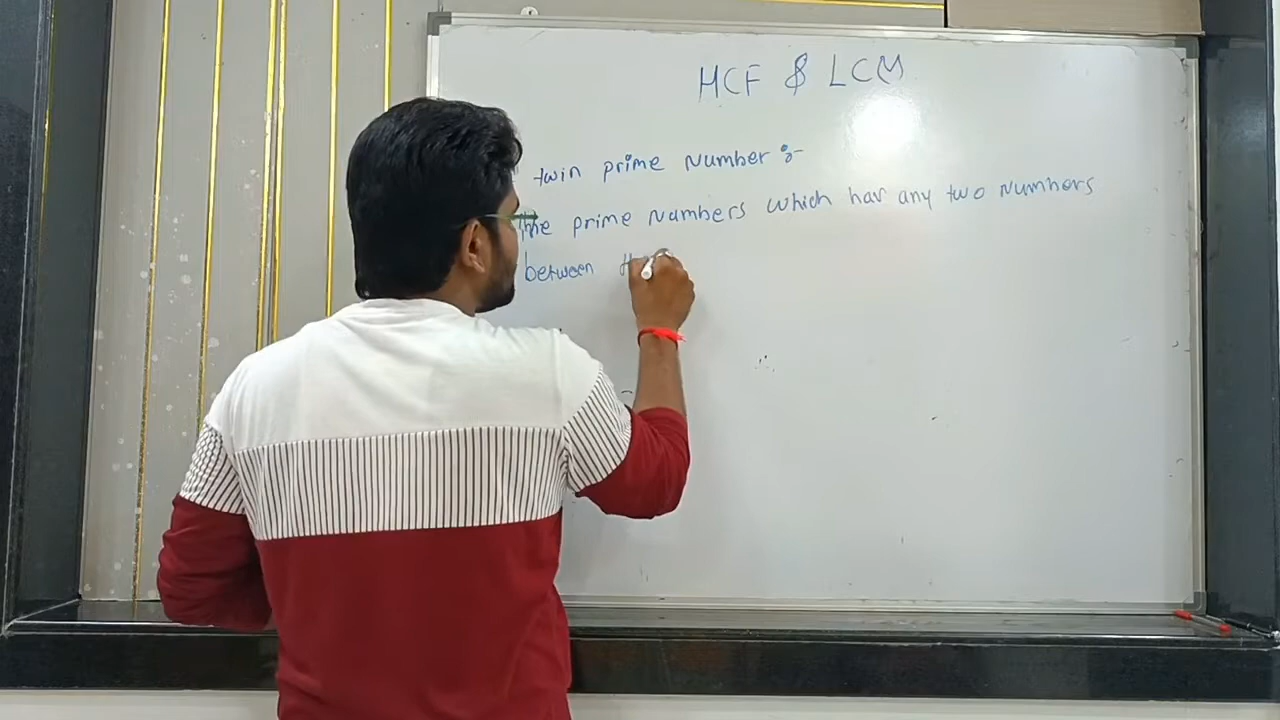 HCF & LCM
twin prime Number :-
The prime Numbers which has any two Numbers
between